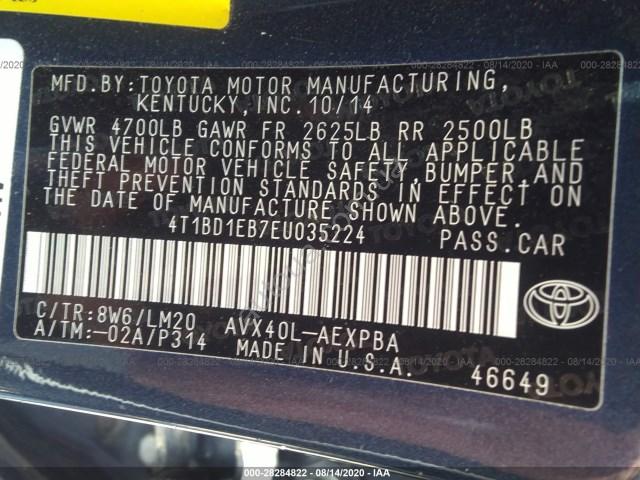 000-28284822 - 08/14/2020 - IAA
MFD.BY:TOYOTA MOTOR MANUFACTURING,
KENTUCKY,INC. 10/14
GVWR 4700LB GAWR FR 2625LB RR 2500LB
THIS VEHICLE CONFORMS TO ALL APPLICABLE
FEDERAL MOTOR VEHICLE SAFETY,BUMPER,AND
THEFT PREVENTION STANDARDS IN EFFECT ON
THE DATE OF MANUFACTURE SHOWN ABOVE.
4T1BD1EB7EU035224 PASS.CAR
C/TR:8W6/LM20 AVX40L-AEXPBA
A/TM:-02A/P314 MADE IN U.S.A.
46649
000-28284822 - 08/14/2020 - IAA